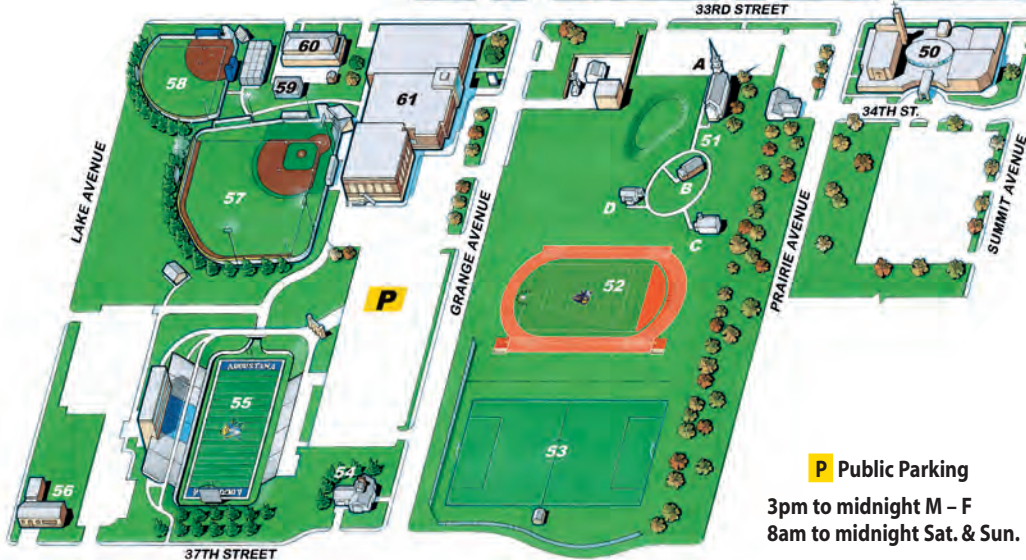 33RD STREET
60
50
58
A
59
61
34TH ST.
51
LAKE AVENUE
57
B
D
SUMMIT AVENUE
C
GRANGE AVENUE
PRAIRIE AVENUE
52
P
AUGUSTANA
55
53
54
56
P Public Parking
3pm to midnight M – F
8am to midnight Sat. & Sun.
37TH STREET